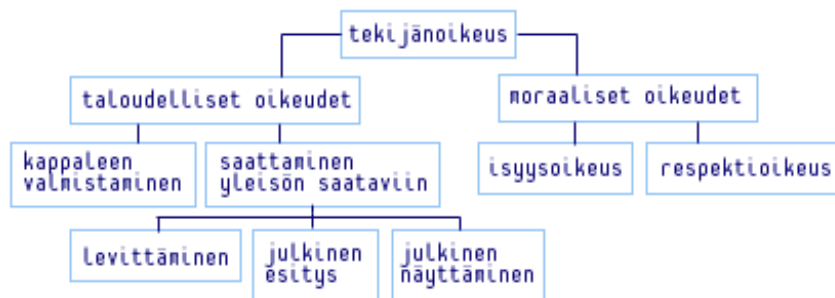 tekijänoikeus
taloudelliset oikeudet
moraaliset oikeudet
kappaleen
valmistaminen
saattaminen
yleisön saataviin
isyysoikeus
respektioikeus
levittäminen
julkinen
esitys
julkinen
näyttäminen